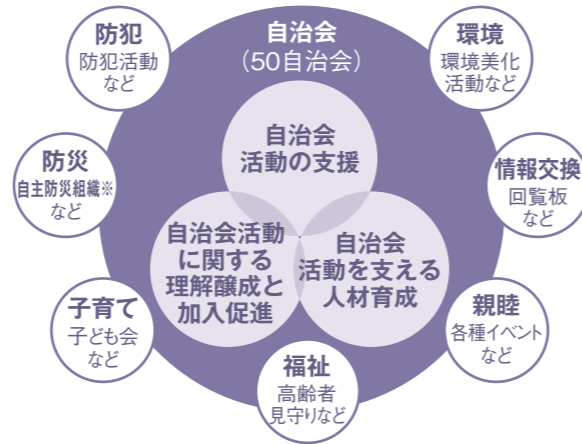 自治会
(50自治会)
防犯
防犯活動
など
環境
環境美化
活動など
自治会
活動の支援
防災
自主防災組織※
など
情報交換
回覧板
など
自治会活動
に関する
理解醸成と
加入促進
自治会
活動を支える
人材育成
子育て
子ども会
など
親睦
各種イベント
など
福祉
高齢者
見守りなど